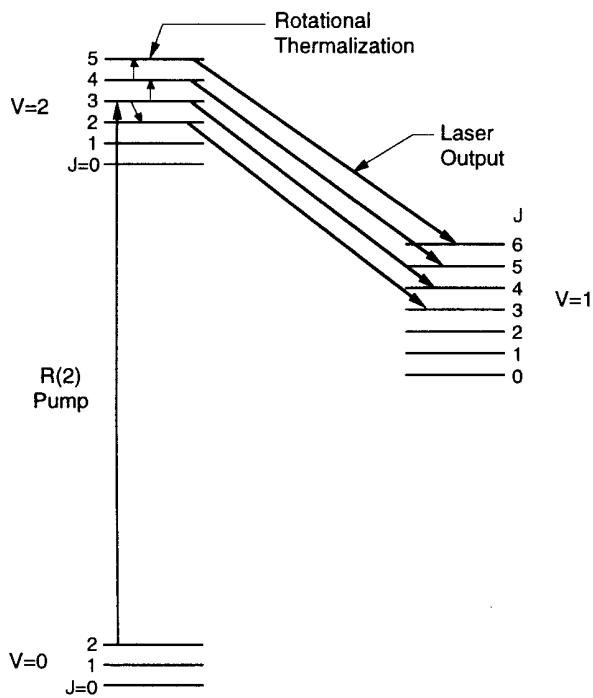 Rotational
Thermalization
5
4
3
V=2
2
1
J=0
Laser
Output
J
6
5
4
3
V=1
2
1
0
R(2)
Pump
2
V=0
1
J=0